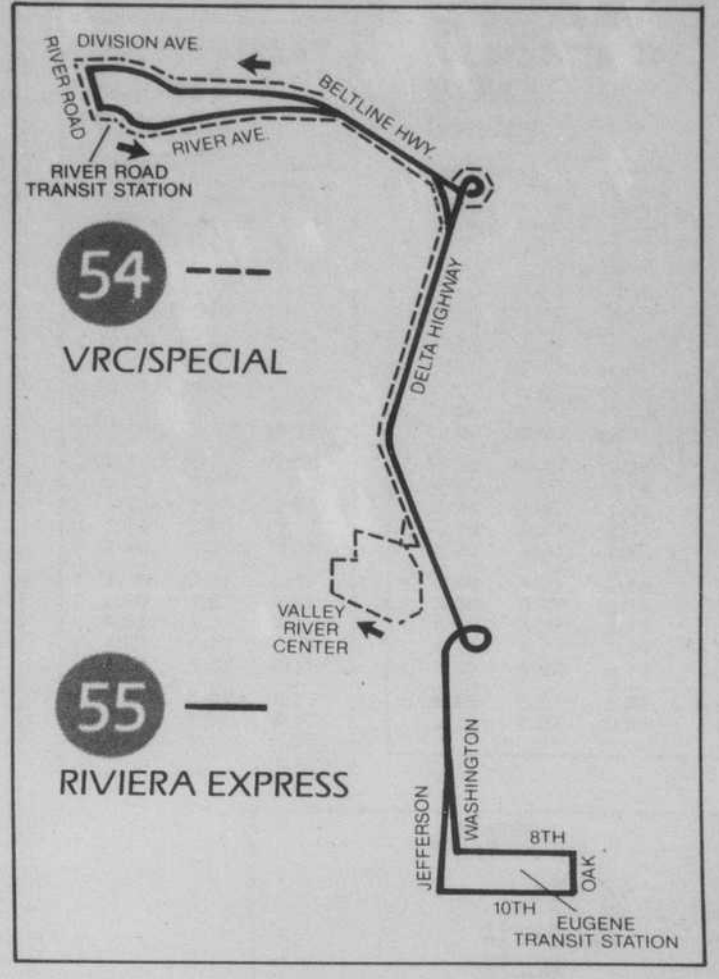 DIVISION AVE.
RIVER ROAD
BELTLINE HWY.
RIVER AVE.
RIVER ROAD
TRANSIT STATION
54
VRC/SPECIAL
DELTA HIGHWAY
VALLEY
RIVER
CENTER
55
RIVIERA EXPRESS
JEFFERSON
WASHINGTON
8TH
OAK
10TH
EUGENE
TRANSIT STATION